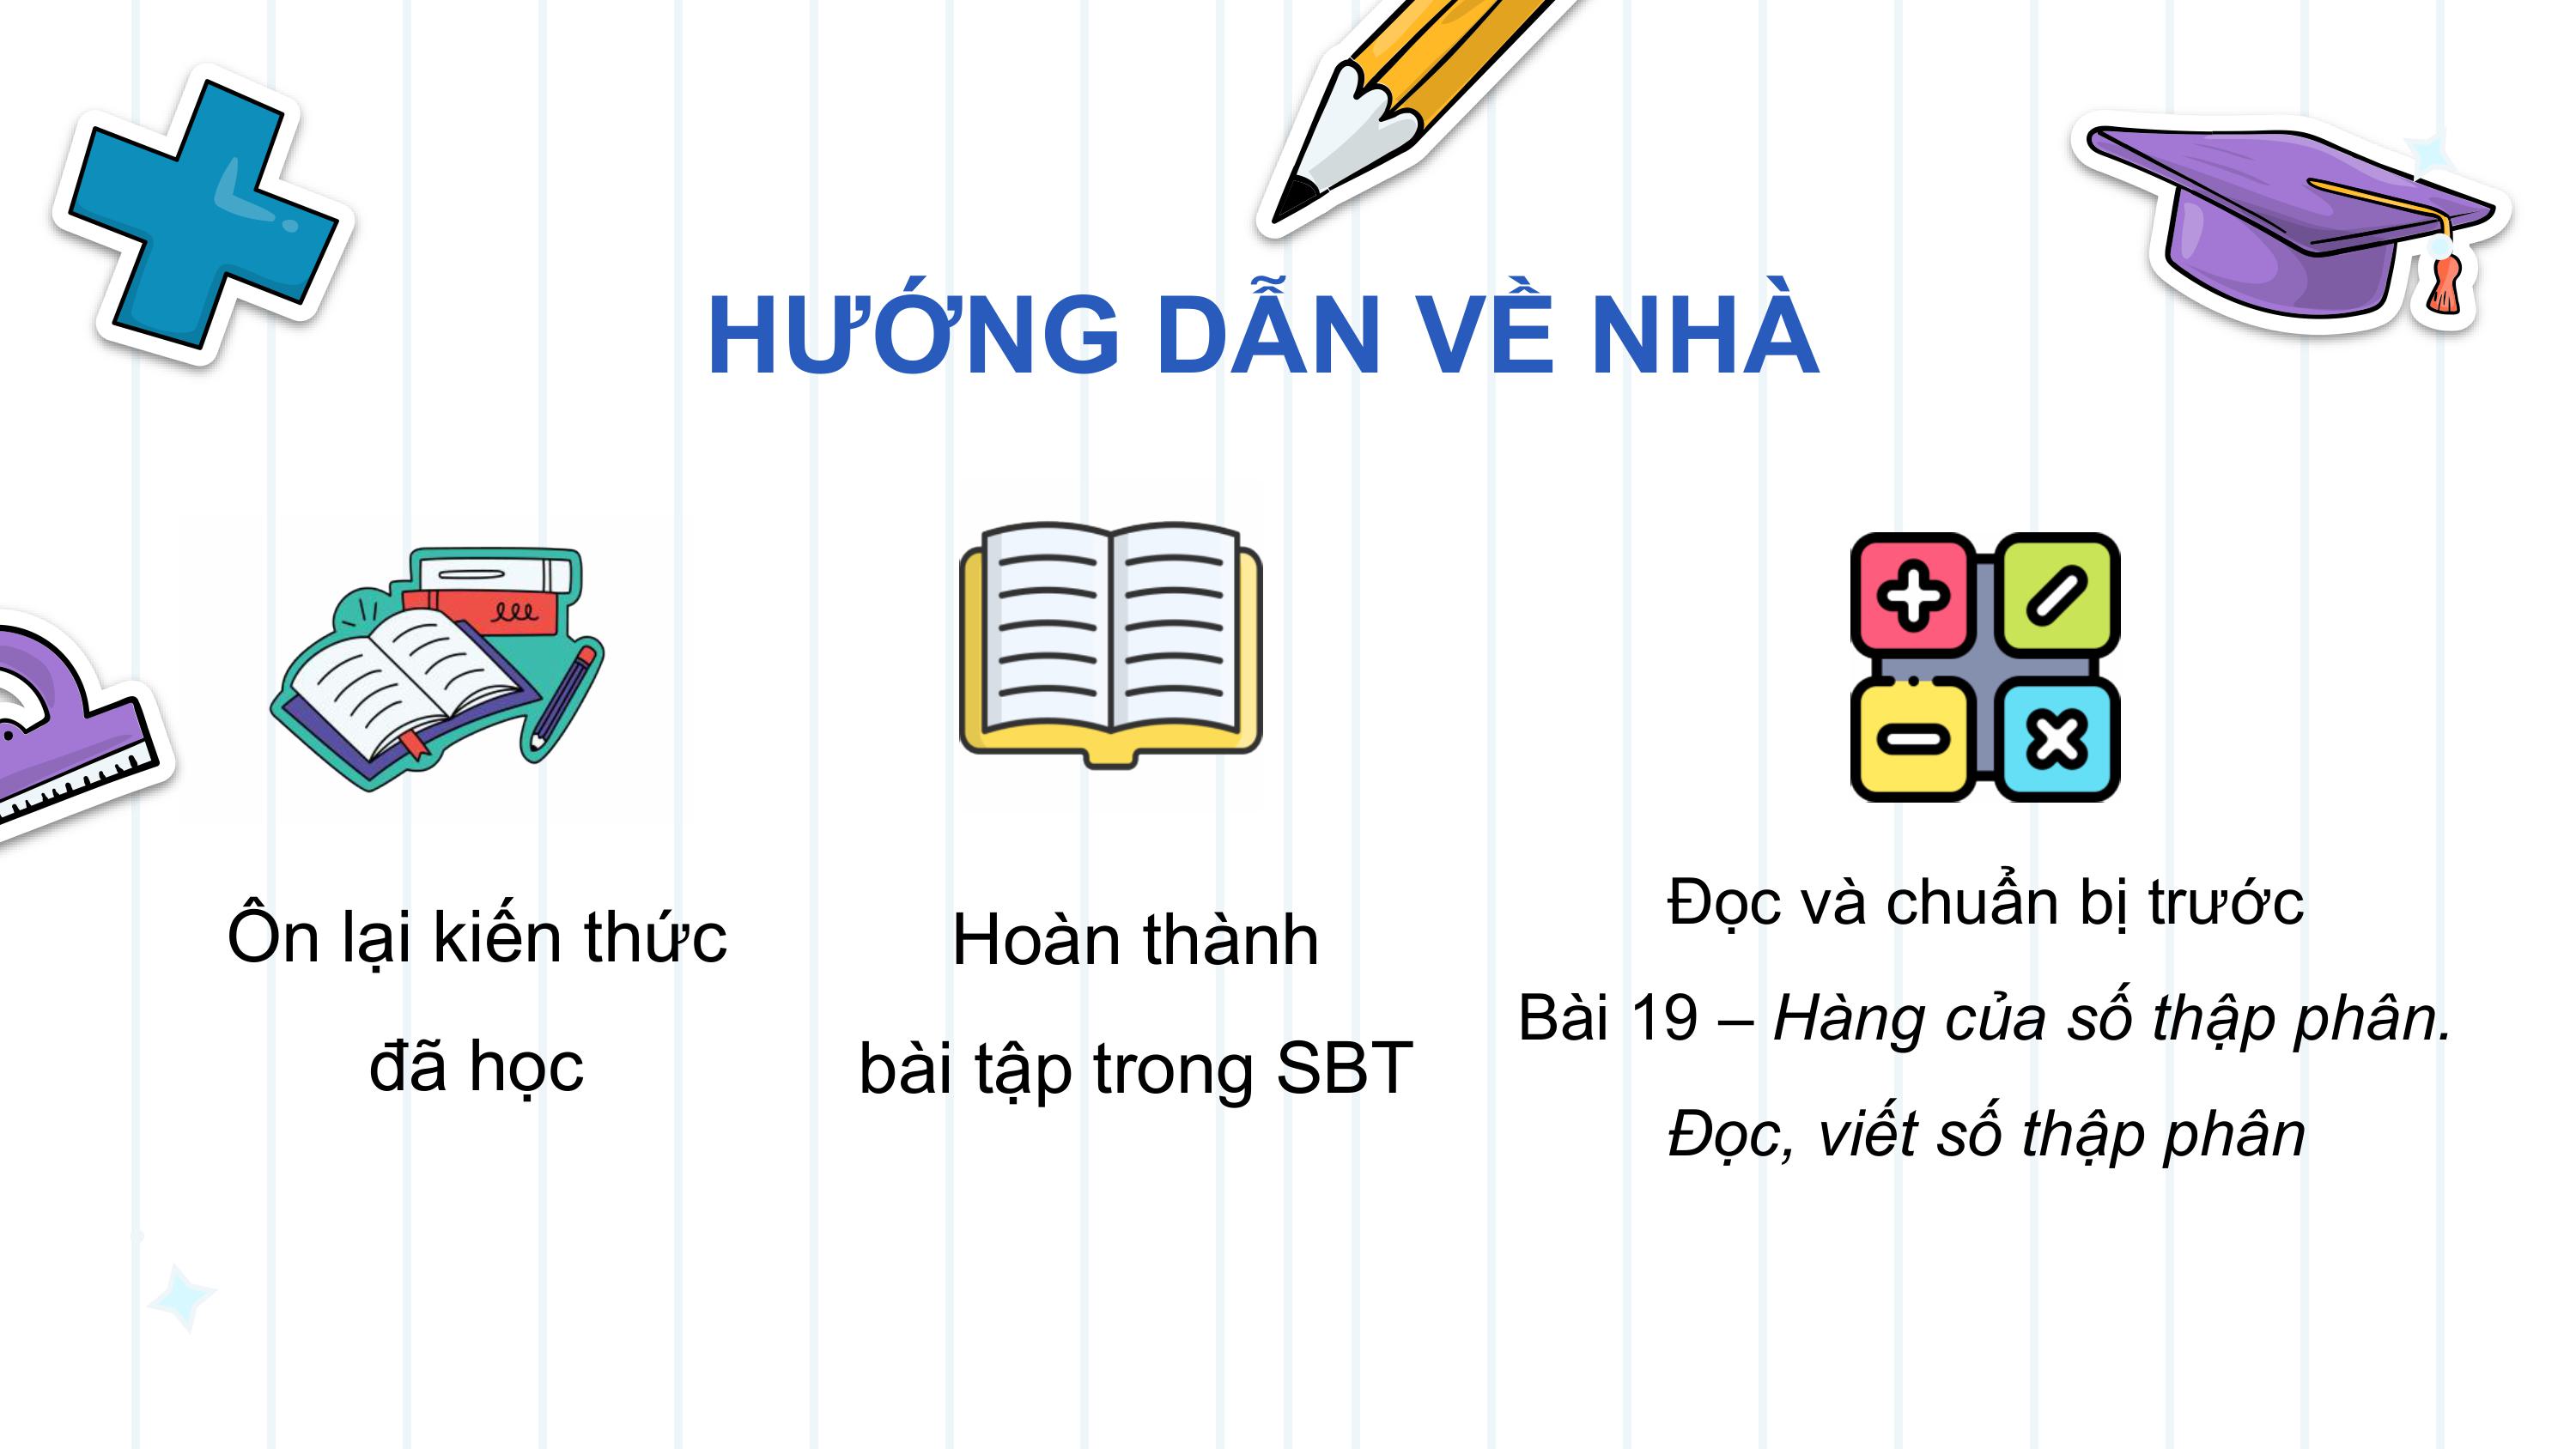 HƯỚNG DẪN VỀ NHÀ
Ôn lại kiến thức
đã học
Hoàn thành
bài tập trong SBT
Đọc và chuẩn bị trước
Bài 19 – Hàng của số thập phân.
Đọc, viết số thập phân